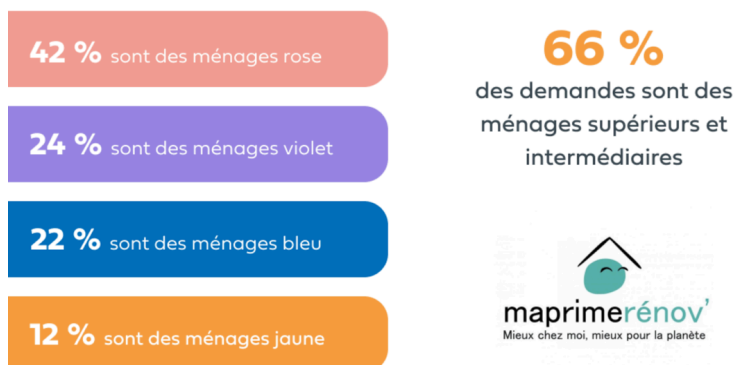 42 % sont des ménages rose
24 % sont des ménages violet
22 % sont des ménages bleu
12 % sont des ménages jaune
66 %
des demandes sont des
ménages supérieurs et
intermédiaires
maprimerénov'
Mieux chez moi, mieux pour la planète